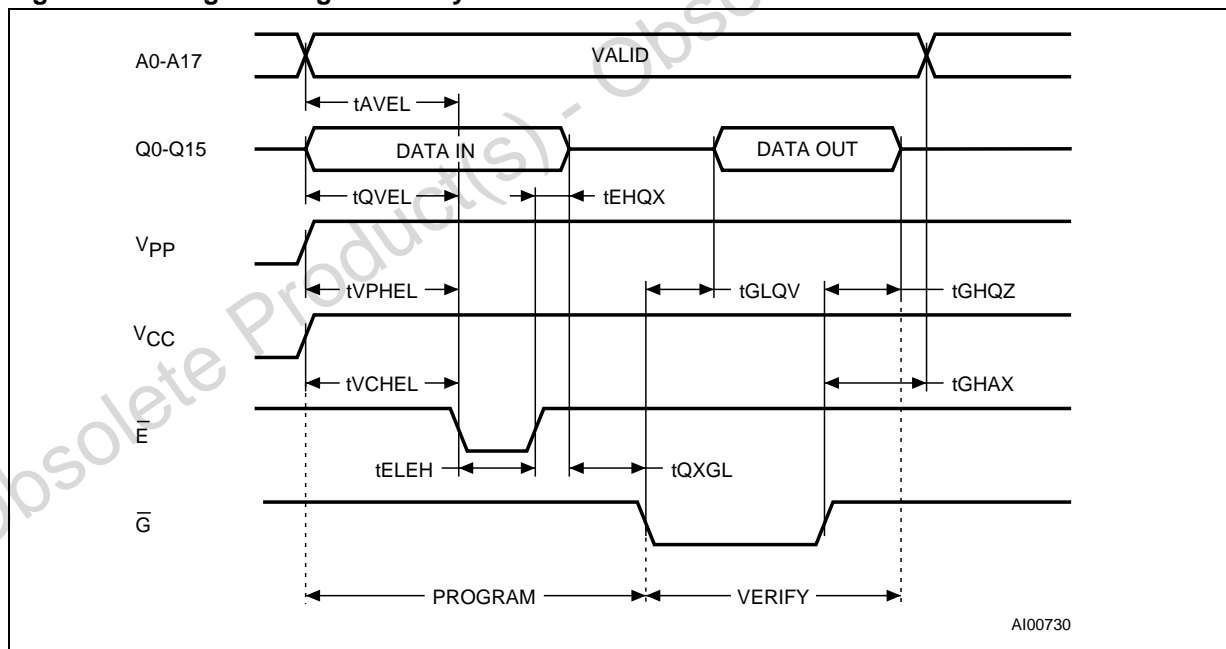 A0-A17
VALID
tAVEL
Q0-Q15
DATA IN
DATA OUT
tQVEL
tEHQX
VPP
tVPHEL
tGLQV
tGHQZ
VCC
tVCHEL
tGHAX
E̅
tELEH
tQXGL
G̅
PROGRAM
VERIFY
AI00730
Obsolete Product(s) - Obso